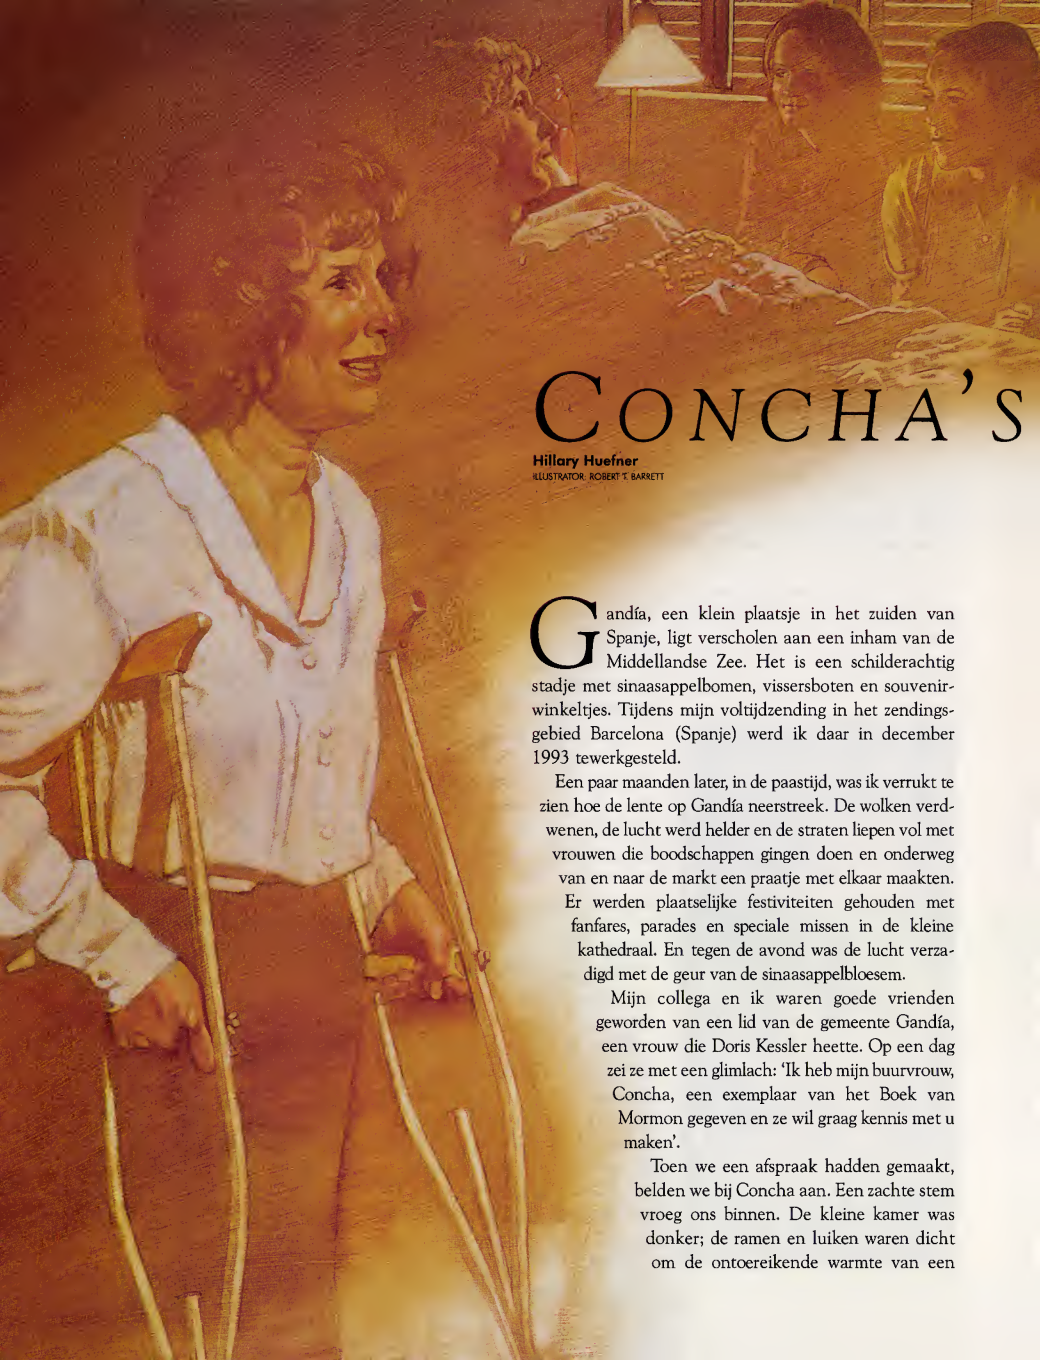 CONCHA'S
Hillary Huefner
ILLUSTRATOR: ROBERT T. BARRETT
Gandía, een klein plaatsje in het zuiden van
Spanje, ligt verscholen aan een inham van de
Middellandse Zee. Het is een schilderachtig
stadje met sinaasappelbomen, vissersboten en souvenir-
winkeltjes. Tijdens mijn voltijdzending in het zendings-
gebied Barcelona (Spanje) werd ik daar in december
1993 tewerkgesteld.
Een paar maanden later, in de paastijd, was ik verrukt te
zien hoe de lente op Gandía neerstreek. De wolken verd-
wenen, de lucht werd helder en de straten liepen vol met
vrouwen die boodschappen gingen doen en onderweg
van en naar de markt een praatje met elkaar maakten.
Er werden plaatselijke festiviteiten gehouden met
fanfares, parades en speciale missen in de kleine
kathedraal. En tegen de avond was de lucht verza-
digd met de geur van de sinaasappelbloesem.
Mijn collega en ik waren goede vrienden
geworden van een lid van de gemeente Gandía,
een vrouw die Doris Kessler heette. Op een dag
zei ze met een glimlach: 'Ik heb mijn buurvrouw,
Concha, een exemplaar van het Boek van
Mormon gegeven en ze wil graag kennis met u
maken'.
Toen we een afspraak hadden gemaakt,
belden we bij Concha aan. Een zachte stem
vroeg ons binnen. De kleine kamer was
donker; de ramen en luiken waren dicht
om de ontoereikende warmte van een